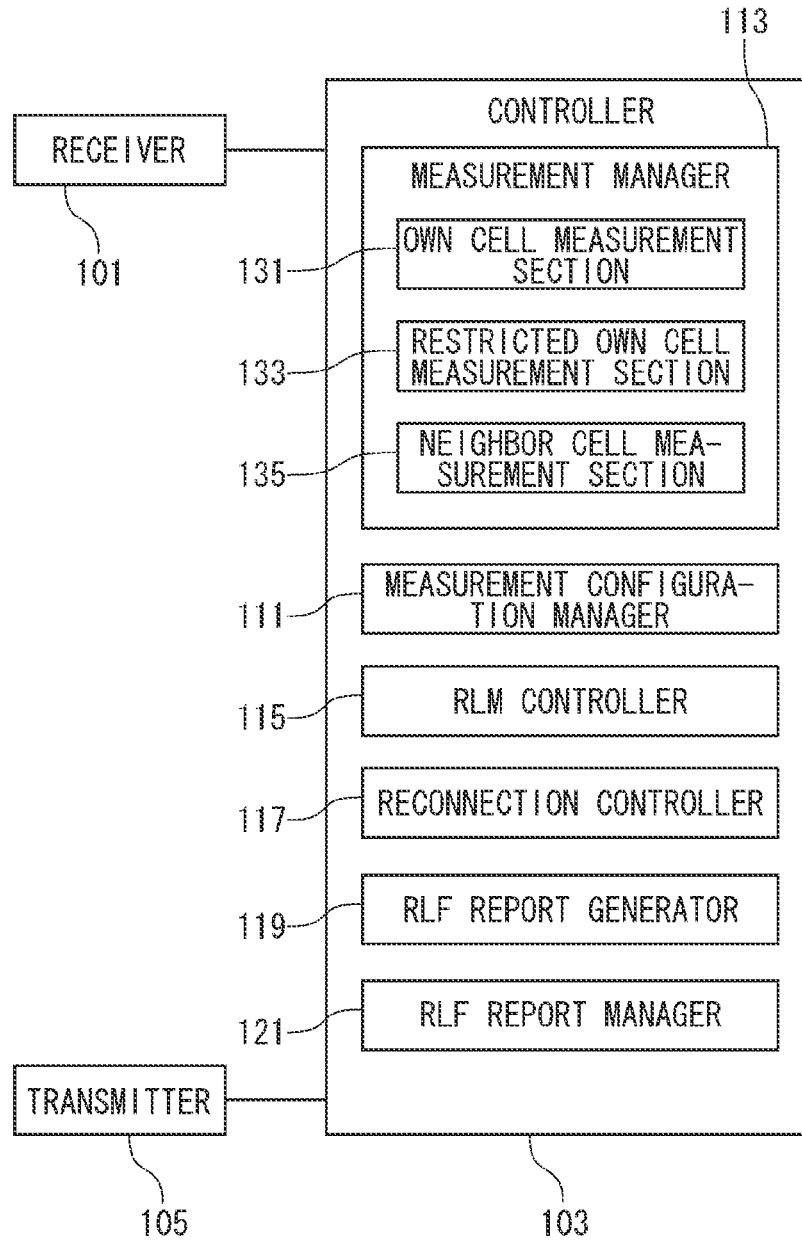 113
CONTROLLER
RECEIVER
101
MEASUREMENT MANAGER
OWN CELL MEASUREMENT
SECTION
131
RESTRICTED OWN CELL
MEASUREMENT SECTION
133
NEIGHBOR CELL MEA-
SUREMENT SECTION
135
MEASUREMENT CONFIGURA-
TION MANAGER
111
RLM CONTROLLER
115
RECONNECTION CONTROLLER
117
RLF REPORT GENERATOR
119
RLF REPORT MANAGER
121
TRANSMITTER
105
103